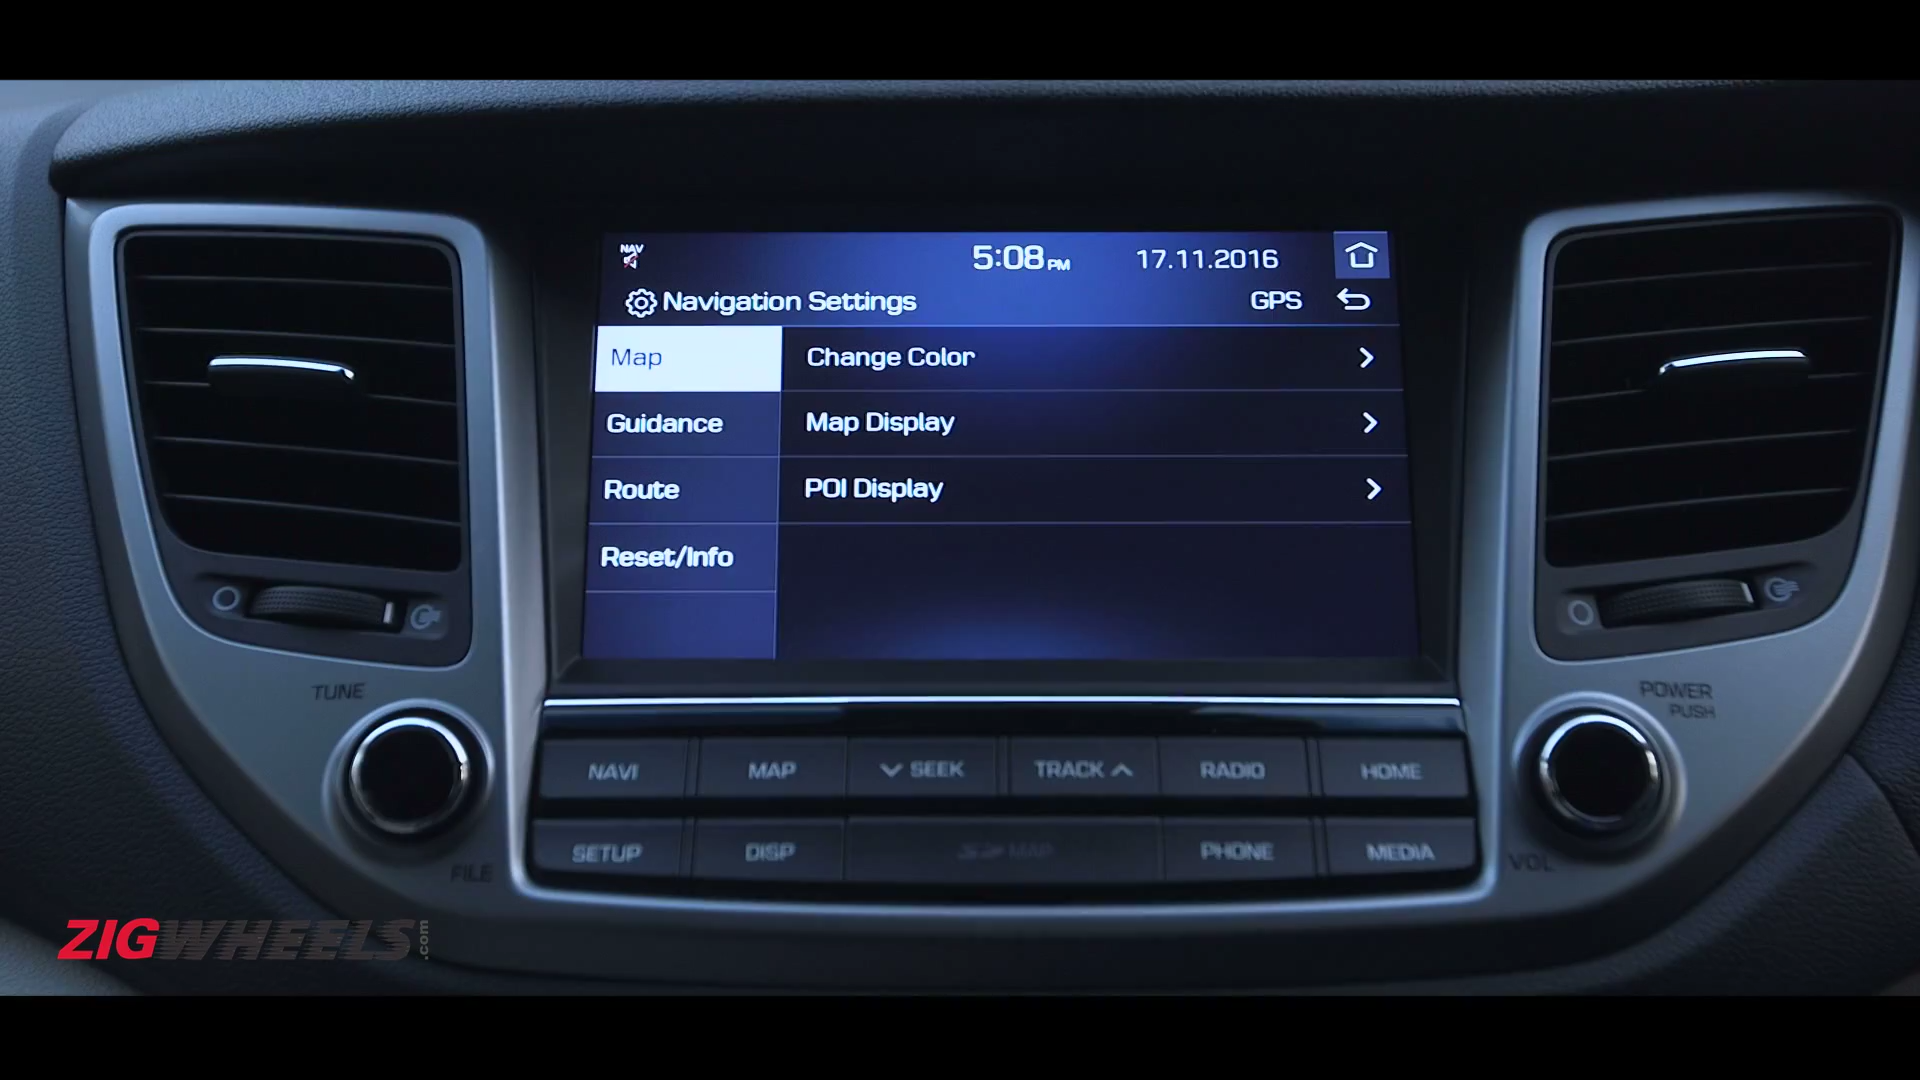 NAV
5:08 PM
17.11.2016
Navigation Settings
GPS
Map
Change Color
Guidance
Map Display
Route
POI Display
Reset/Info
TUNE
POWER
PUSH
NAVI
MAP
SEEK
TRACK
RADIO
HOME
SETUP
DISP
MAP
PHONE
MEDIA
FILE
VOL
ZIGWHEELS.com